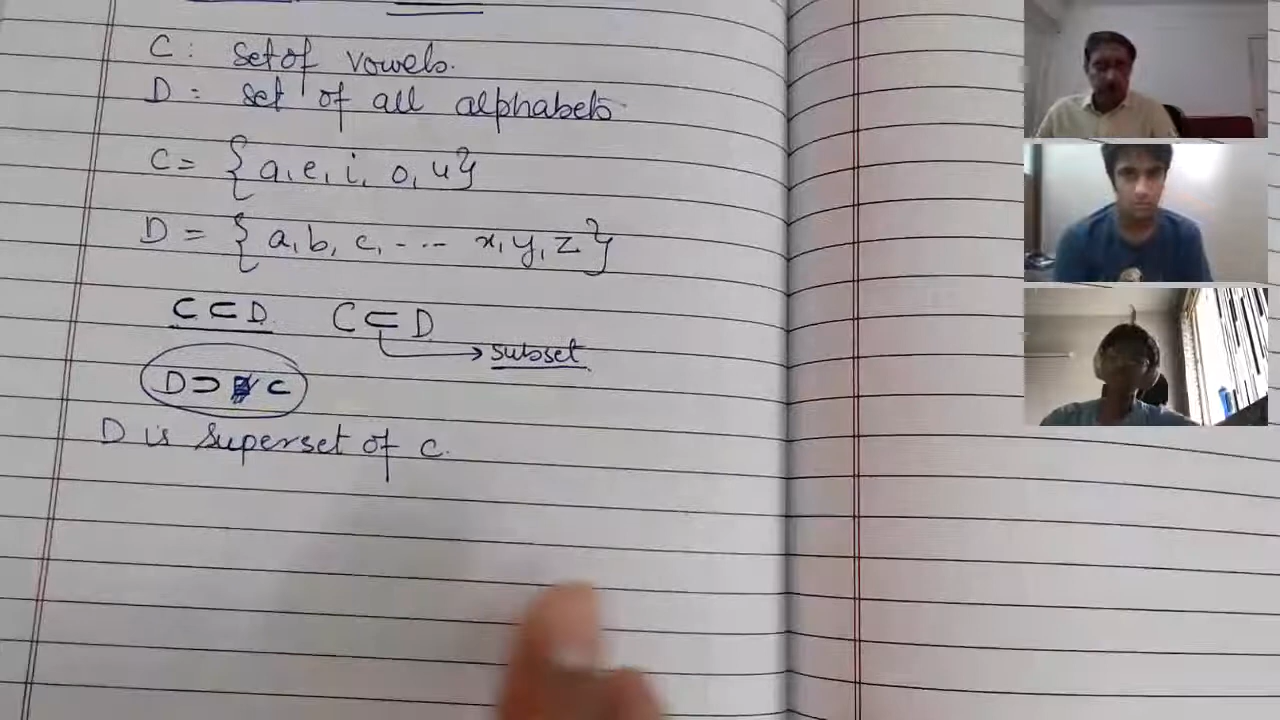 C: set of vowels.
D: set of all alphabets.
C = {a, e, i, o, u}
D = {a, b, c, ... x, y, z}
C ⊂ D C ⊂ D
→ subset
D ⊃ C
D is superset of C.